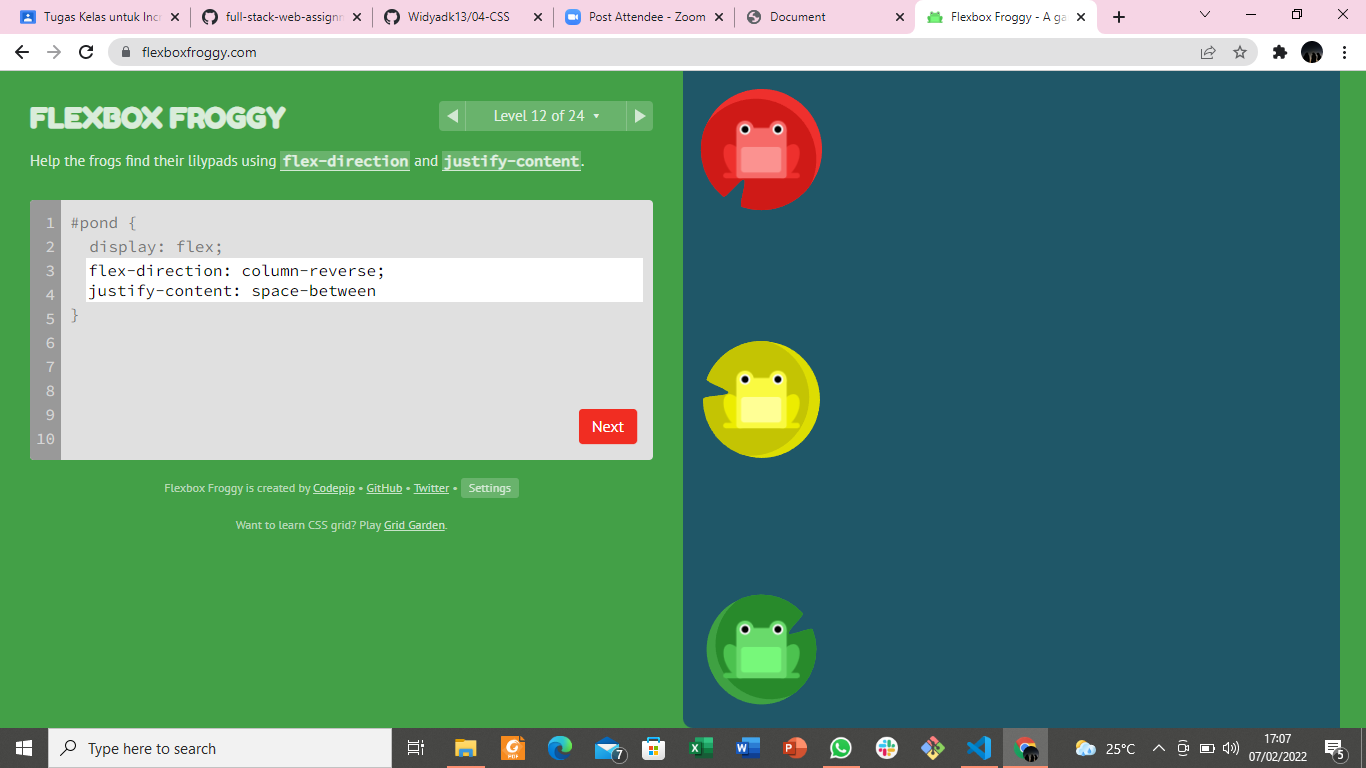 Tugas Kelas untuk Inc
full-stack-web-assignm
Widyadk13/04-CSS
Post Attendee - Zoom
Document
Flexbox Froggy - A ga
flexboxfroggy.com
FLEXBOX FROGGY
Level 12 of 24
Help the frogs find their lilypads using flex-direction and justify-content.
1 #pond {
2 display: flex;
3 flex-direction: column-reverse;
4 justify-content: space-between
5 }
6
7
8
9
10
Next
Flexbox Froggy is created by Codepip • GitHub • Twitter • Settings
Want to learn CSS grid? Play Grid Garden.
Type here to search
7
25°C
17:07
07/02/2022
5